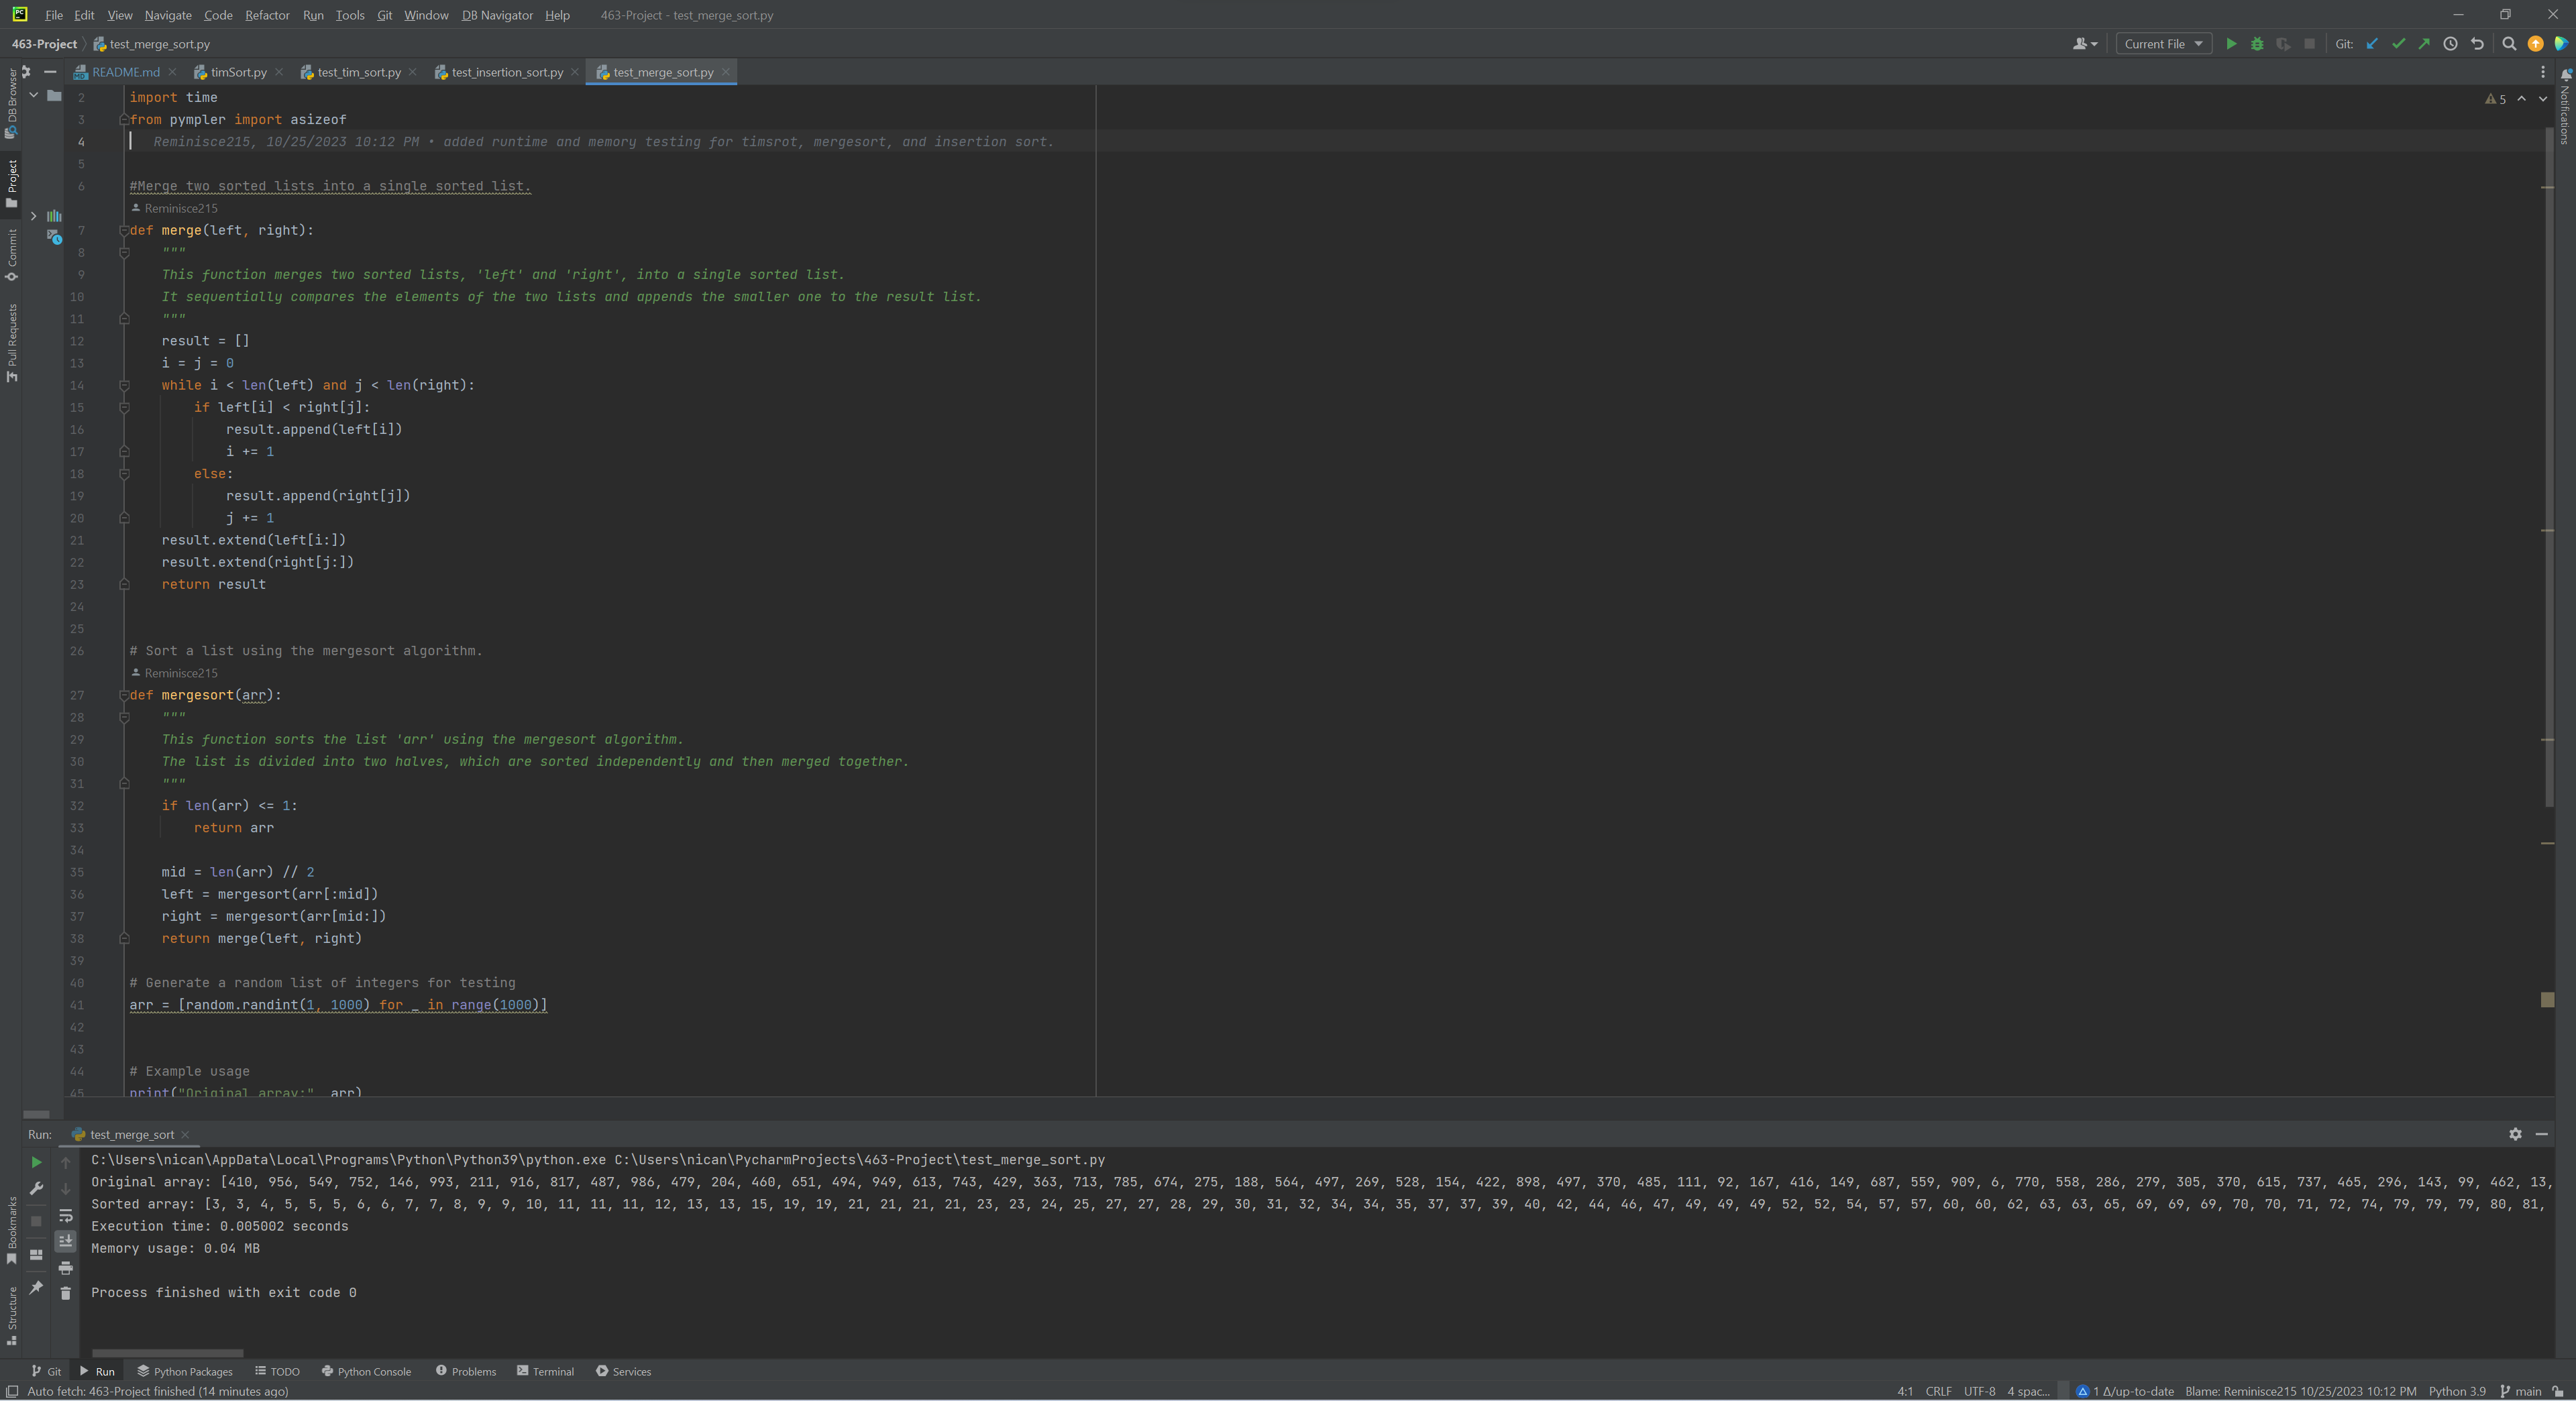 File Edit View Navigate Code Refactor Run Tools Git Window DB Navigator Help 463-Project - test_merge_sort.py
463-Project test_merge_sort.py Current File Git:
README.md timSort.py test_tim_sort.py test_insertion_sort.py test_merge_sort.py
DB Browser
Project
Commit
Pull Requests
Bookmarks
Structure
Notifications
5
2 import time
3 from pympler import asizeof
4 Reminisce215, 10/25/2023 10:12 PM • added runtime and memory testing for timsrot, mergesort, and insertion sort.
5
6 #Merge two sorted lists into a single sorted list.
Reminisce215
7 def merge(left, right):
8 """
9 This function merges two sorted lists, 'left' and 'right', into a single sorted list.
10 It sequentially compares the elements of the two lists and appends the smaller one to the result list.
11 """
12 result = []
13 i = j = 0
14 while i < len(left) and j < len(right):
15 if left[i] < right[j]:
16 result.append(left[i])
17 i += 1
18 else:
19 result.append(right[j])
20 j += 1
21 result.extend(left[i:])
22 result.extend(right[j:])
23 return result
24
25
26 # Sort a list using the mergesort algorithm.
Reminisce215
27 def mergesort(arr):
28 """
29 This function sorts the list 'arr' using the mergesort algorithm.
30 The list is divided into two halves, which are sorted independently and then merged together.
31 """
32 if len(arr) <= 1:
33 return arr
34
35 mid = len(arr) // 2
36 left = mergesort(arr[:mid])
37 right = mergesort(arr[mid:])
38 return merge(left, right)
39
40 # Generate a random list of integers for testing
41 arr = [random.randint(1, 1000) for _ in range(1000)]
42
43
44 # Example usage
45 print("Original array:", arr)
Run: test_merge_sort
C:\Users\nican\AppData\Local\Programs\Python\Python39\python.exe C:\Users\nican\PycharmProjects\463-Project\test_merge_sort.py
Original array: [410, 956, 549, 752, 146, 993, 211, 916, 817, 487, 986, 479, 204, 460, 651, 494, 949, 613, 743, 429, 363, 713, 785, 674, 275, 188, 564, 497, 269, 528, 154, 422, 898, 497, 370, 485, 111, 92, 167, 416, 149, 687, 559, 909, 6, 770, 558, 286, 279, 305, 370, 615, 737, 465, 296, 143, 99, 462, 13,
Sorted array: [3, 3, 4, 5, 5, 5, 6, 6, 7, 7, 8, 9, 9, 10, 11, 11, 11, 12, 13, 13, 15, 19, 19, 21, 21, 21, 21, 23, 23, 24, 25, 27, 27, 28, 29, 30, 31, 32, 34, 34, 35, 37, 37, 39, 40, 42, 44, 46, 47, 49, 49, 49, 52, 52, 54, 57, 57, 60, 60, 62, 63, 63, 65, 69, 69, 69, 70, 70, 71, 72, 74, 79, 79, 79, 80, 81,
Execution time: 0.005002 seconds
Memory usage: 0.04 MB
Process finished with exit code 0
Git Run Python Packages TODO Python Console Problems Terminal Services
Auto fetch: 463-Project finished (14 minutes ago) 4:1 CRLF UTF-8 4 spac... 1 Δ/up-to-date Blame: Reminisce215 10/25/2023 10:12 PM Python 3.9 main